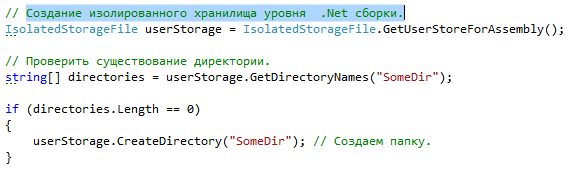 // Создание изолированного хранилища уровня  .Net сборки.
IsolatedStorageFile userStorage = IsolatedStorageFile.GetUserStoreForAssembly();
// Проверить существование директории.
string[] directories = userStorage.GetDirectoryNames("SomeDir");
if (directories.Length == 0)
{
    userStorage.CreateDirectory("SomeDir"); // Создаем папку.
}